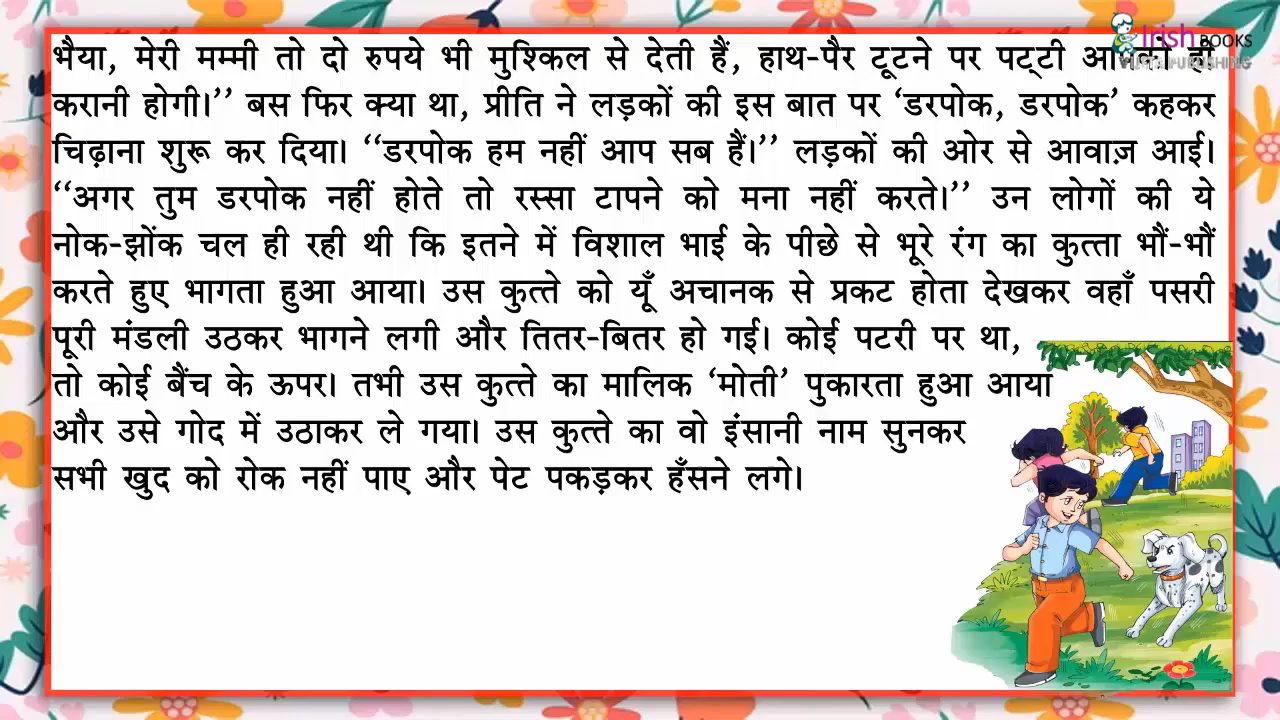 Irish BOOKS
भैया, मेरी मम्मी तो दो रुपये भी मुश्किल से देती हैं, हाथ-पैर टूटने पर पट्टी
करानी होगी।’’ बस फिर क्या था, प्रीति ने लड़कों की इस बात पर ‘डरपोक, डरपोक’ कहकर
चिढ़ाना शुरू कर दिया। ‘‘डरपोक हम नहीं आप सब हैं।’’ लड़कों की ओर से आवाज़ आई।
‘‘अगर तुम डरपोक नहीं होते तो रस्सा टापने को मना नहीं करते।’’ उन लोगों की ये
नोक-झोंक चल ही रही थी कि इतने में विशाल भाई के पीछे से भूरे रंग का कुत्ता भौं-भौं
करते हुए भागता हुआ आया। उस कुत्ते को यूँ अचानक से प्रकट होता देखकर वहाँ पसरी
पूरी मंडली उठकर भागने लगी और तितर-बितर हो गई। कोई पटरी पर था,
तो कोई बैंच के ऊपर। तभी उस कुत्ते का मालिक ‘मोती’ पुकारता हुआ आया
और उसे गोद में उठाकर ले गया। उस कुत्ते का वो इंसानी नाम सुनकर
सभी खुद को रोक नहीं पाए और पेट पकड़कर हँसने लगे।